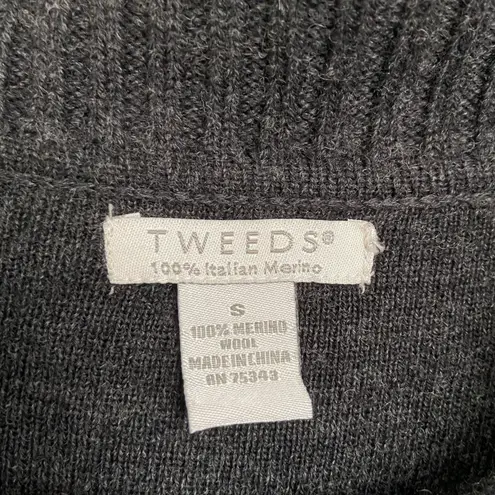 TWEEDS®
100% Italian Merino
S
100% MERINO
WOOL
MADE IN CHINA
RN 75343